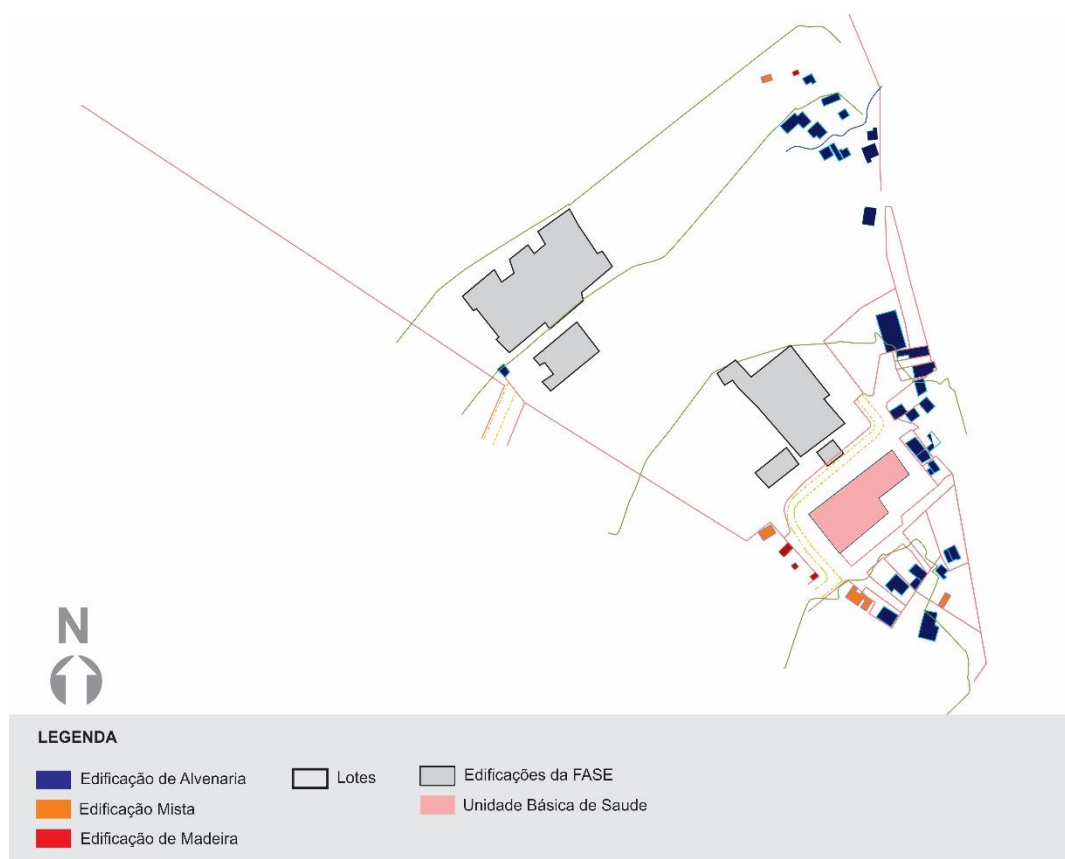 N
LEGENDA
Edificação de Alvenaria
Edificação Mista
Edificação de Madeira
Lotes
Edificações da FASE
Unidade Básica de Saude